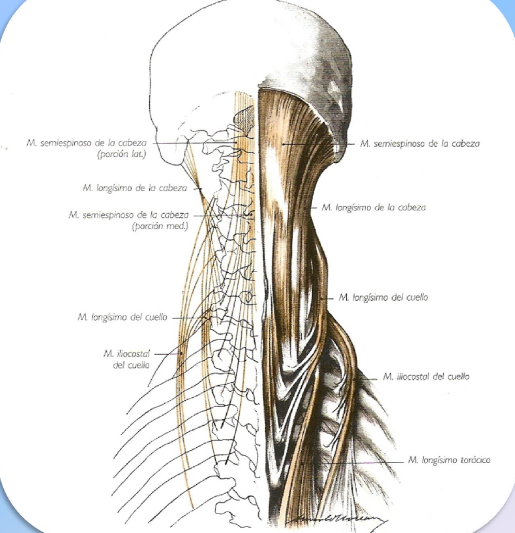 M. semiespinoso de la cabeza
(porción lat.)
M. longísimo de la cabeza
M. semiespinoso de la cabeza
(porción med.)
M. longísimo del cuello
M. iliocostal
del cuello
M. semiespinoso de la cabeza
M. longísimo de la cabeza
M. longísimo del cuello
M. iliocostal del cuello
M. longísimo torácico